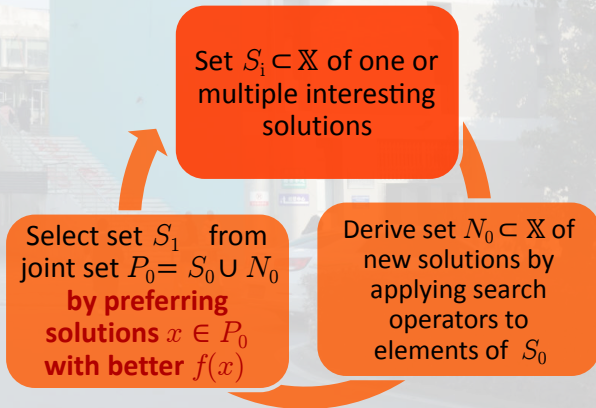 Set Sᵢ ⊂ 𝕏 of one or
multiple interesting
solutions
Derive set N₀ ⊂ 𝕏 of
new solutions by
applying search
operators to
elements of S₀
Select set S₁ from
joint set P₀= S₀ ∪ N₀
by preferring
solutions x ∈ P₀
with better f(x)